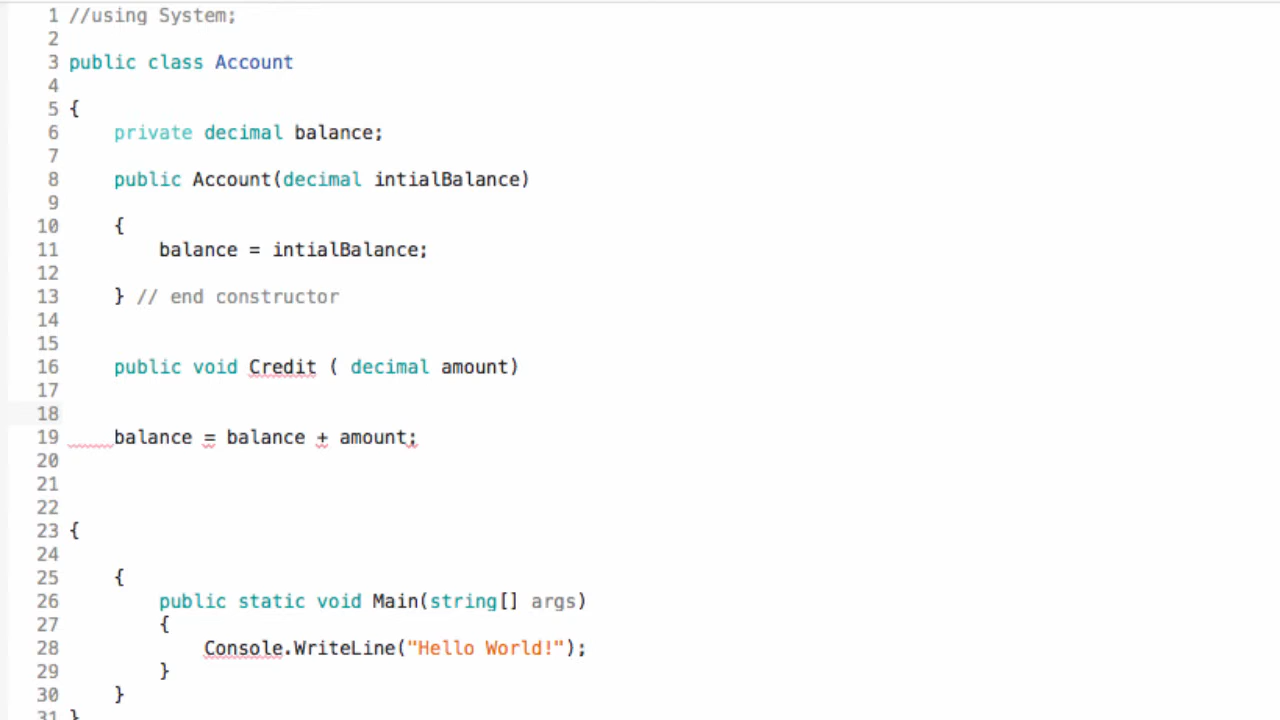 1 //using System;
2
3 public class Account
4
5 {
6     private decimal balance;
7
8     public Account(decimal intialBalance)
9
10     {
11         balance = intialBalance;
12
13     } // end constructor
14
15
16     public void Credit ( decimal amount)
17
18
19     balance = balance + amount;
20
21
22
23 {
24
25     {
26         public static void Main(string[] args)
27         {
28             Console.WriteLine("Hello World!");
29         }
30     }
31 }